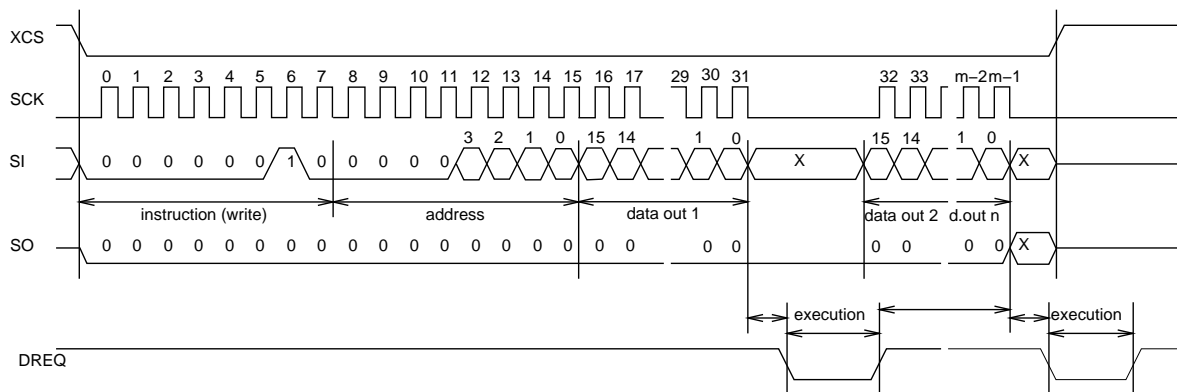 XCS
0 1 2 3 4 5 6 7 8 9 10 11 12 13 14 15 16 17 29 30 31 32 33 m−2 m−1
SCK
3 2 1 0 15 14 1 0 15 14 1 0
SI 0 0 0 0 0 0 1 0 0 0 0 0 X X
instruction (write) address data out 1 data out 2 d.out n
SO 0 0 0 0 0 0 0 0 0 0 0 0 0 0 0 0 0 0 0 0 0 0 0 0 X
execution execution
DREQ